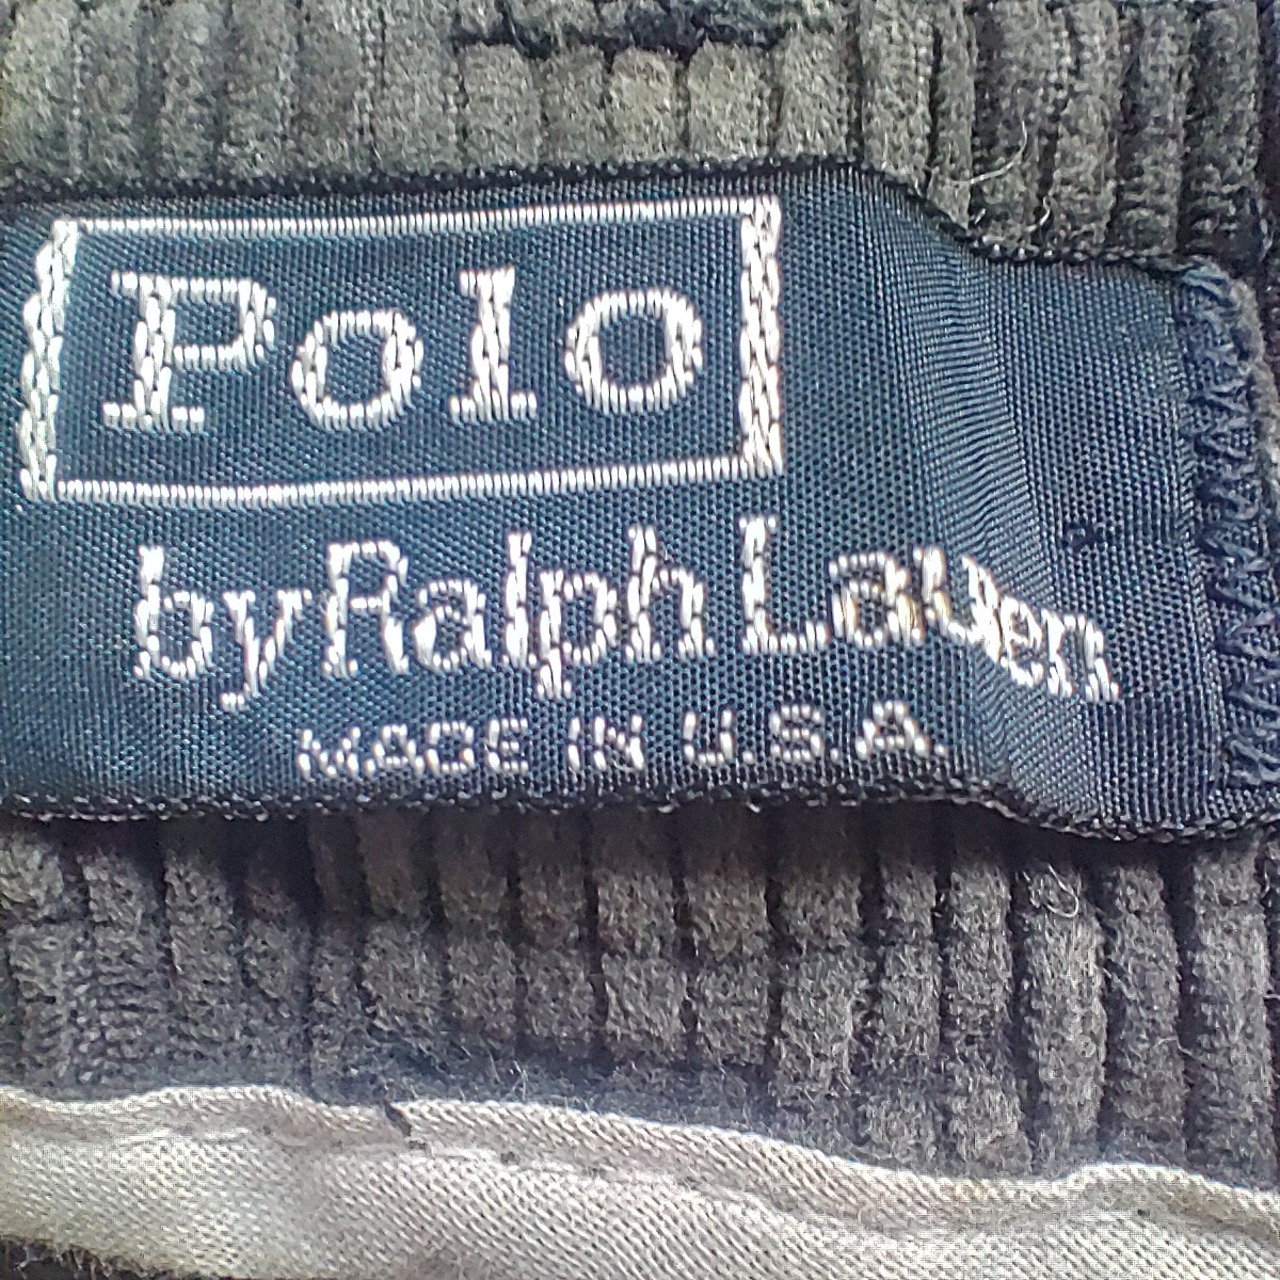 Polo
by Ralph Lauren
MADE IN U.S.A.